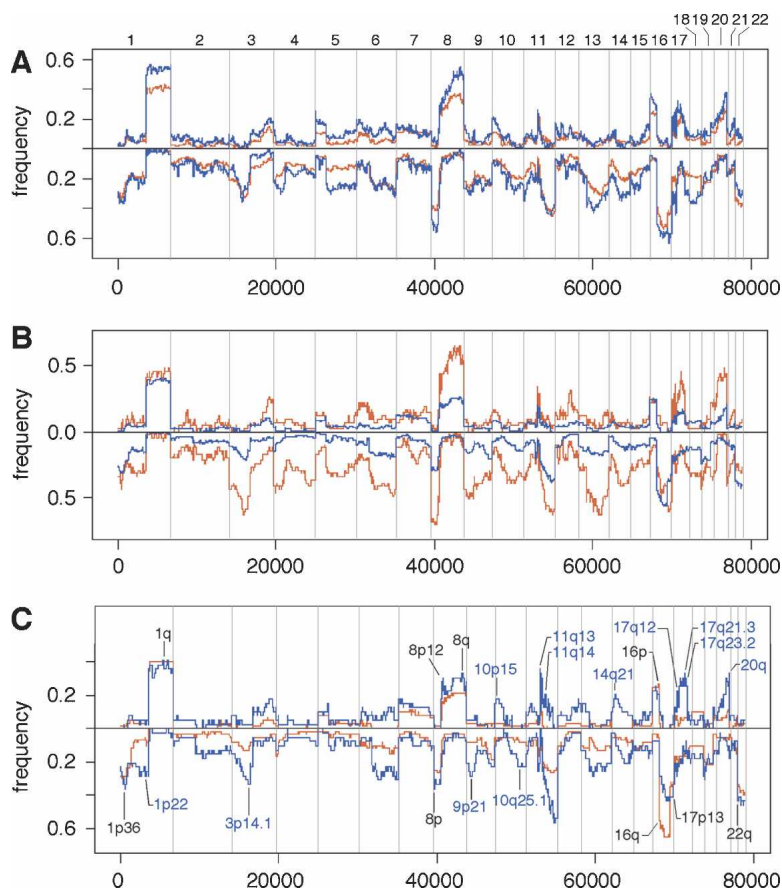 1 2 3 4 5 6 7 8 9 10 11 12 13 14 15 16 17 18 19 20 21 22
A
frequency
0.6
0.2
0.2
0.6
0 20000 40000 60000 80000
B
frequency
0.5
0.0
0.5
0 20000 40000 60000 80000
C
frequency
0.2
0.2
0.6
1q
8p12
8q
11q13
11q14
10p15
14q21
17q12
16p
17q21.3
17q23.2
20q
1p36
1p22
3p14.1
8p
9p21
10q25.1
16q
17p13
22q
0 20000 40000 60000 80000